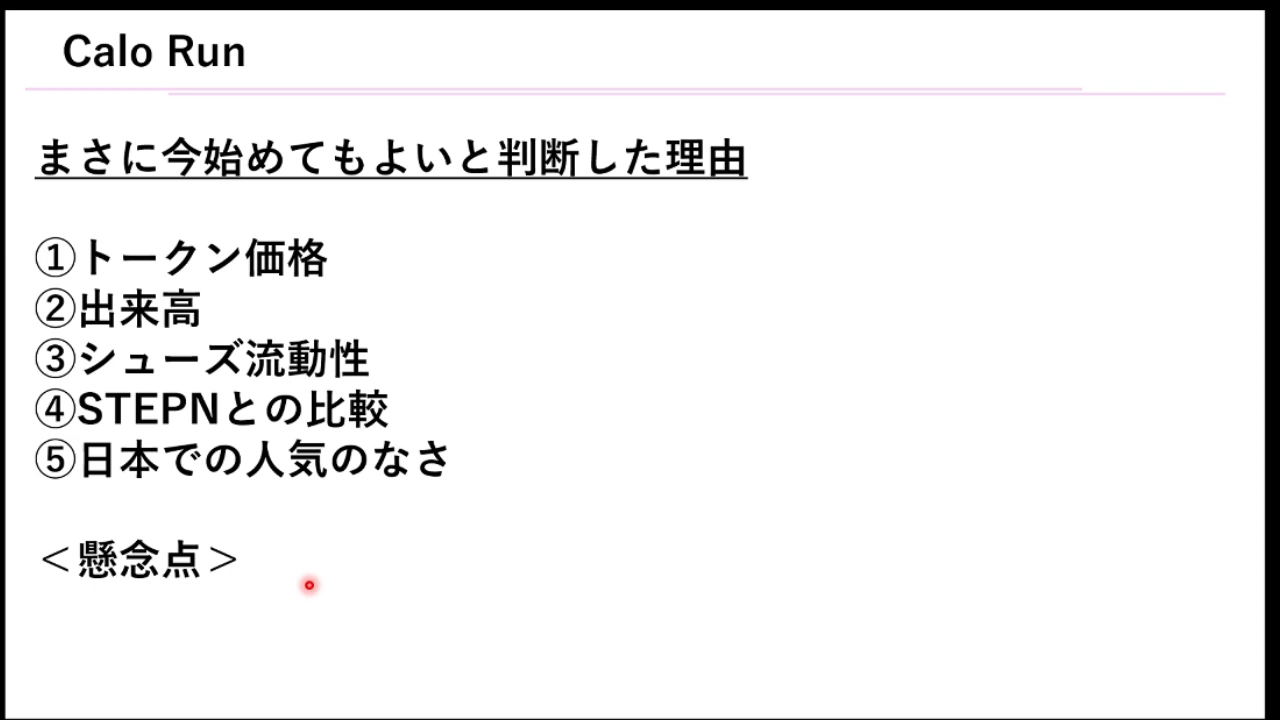 Calo Run
まさに今始めてもよいと判断した理由
①トークン価格
②出来高
③シューズ流動性
④STEPNとの比較
⑤日本での人気のなさ
＜懸念点＞